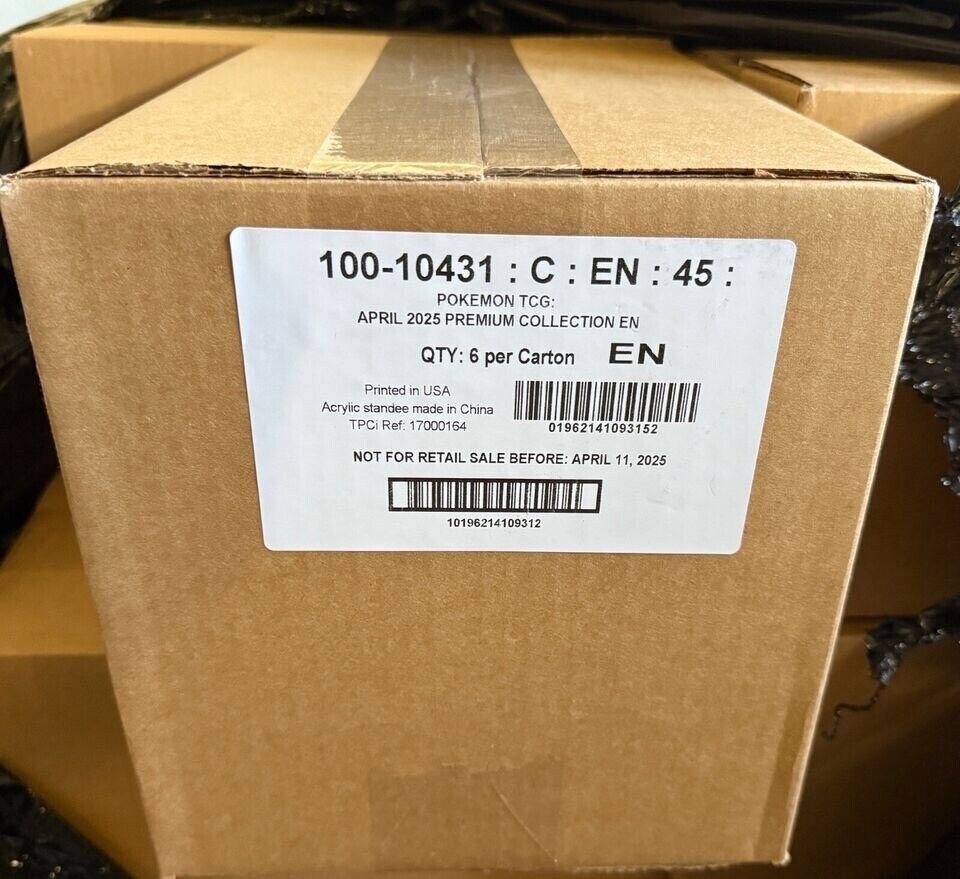 100-10431 : C : EN : 45 :
POKEMON TCG:
APRIL 2025 PREMIUM COLLECTION EN
QTY: 6 per Carton EN
Printed in USA
Acrylic standee made in China
TPCi Ref: 17000164
01962141093152
NOT FOR RETAIL SALE BEFORE: APRIL 11, 2025
10196214109312